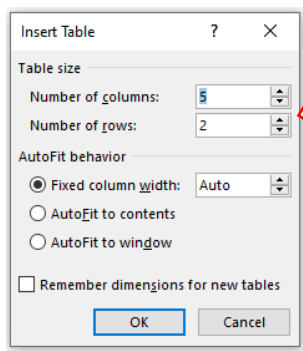 Insert Table ? ×
Table size
Number of columns: 5
Number of rows: 2
AutoFit behavior
Fixed column width: Auto
AutoFit to contents
AutoFit to window
Remember dimensions for new tables
OK Cancel